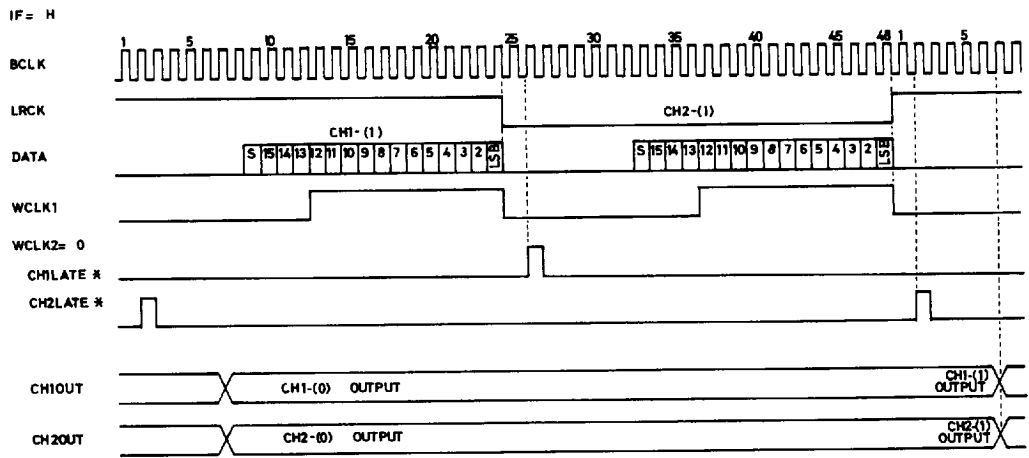 IF= H
1 5 10 15 20 25 30 35 40 45 48 1 5
BCLK
LRCK
CH2-(1)
CH1-(1)
DATA
S 15 14 13 12 11 10 9 8 7 6 5 4 3 2 LSB S 15 14 13 12 11 10 9 8 7 6 5 4 3 2 LSB
WCLK1
WCLK2= 0
CH1LATE *
CH2LATE *
CH1OUT
CH1-(0) OUTPUT
CH1-(1)
OUTPUT
CH2OUT
CH2-(0) OUTPUT
CH2-(1)
OUTPUT